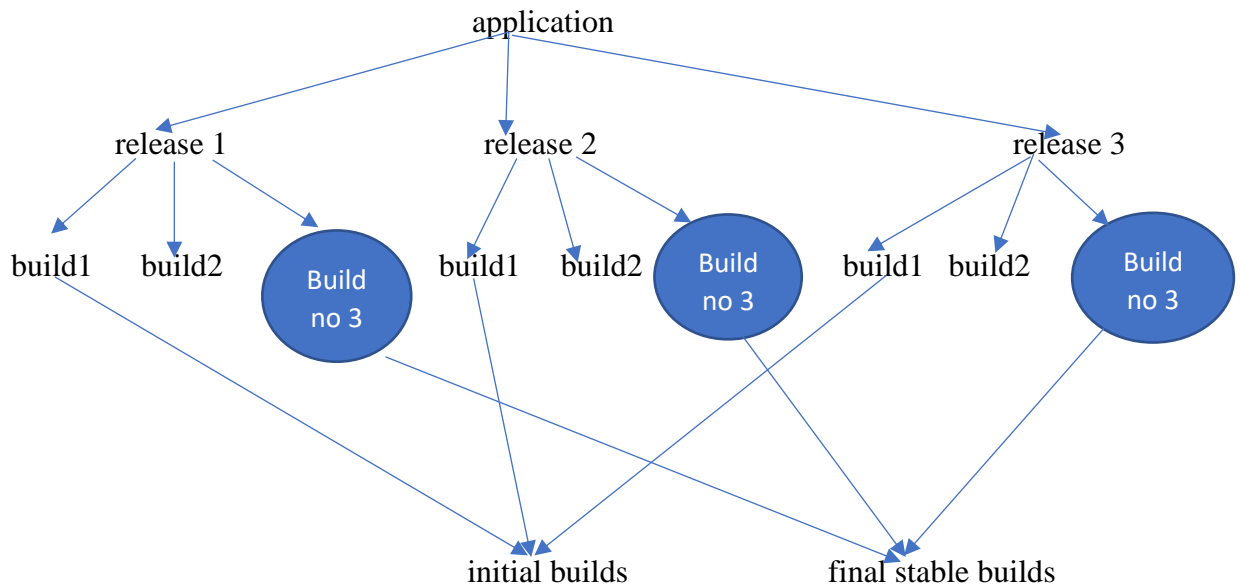 application
release 1
release 2
release 3
build1
build2
Build
no 3
build1
build2
Build
no 3
build1
build2
Build
no 3
initial builds
final stable builds